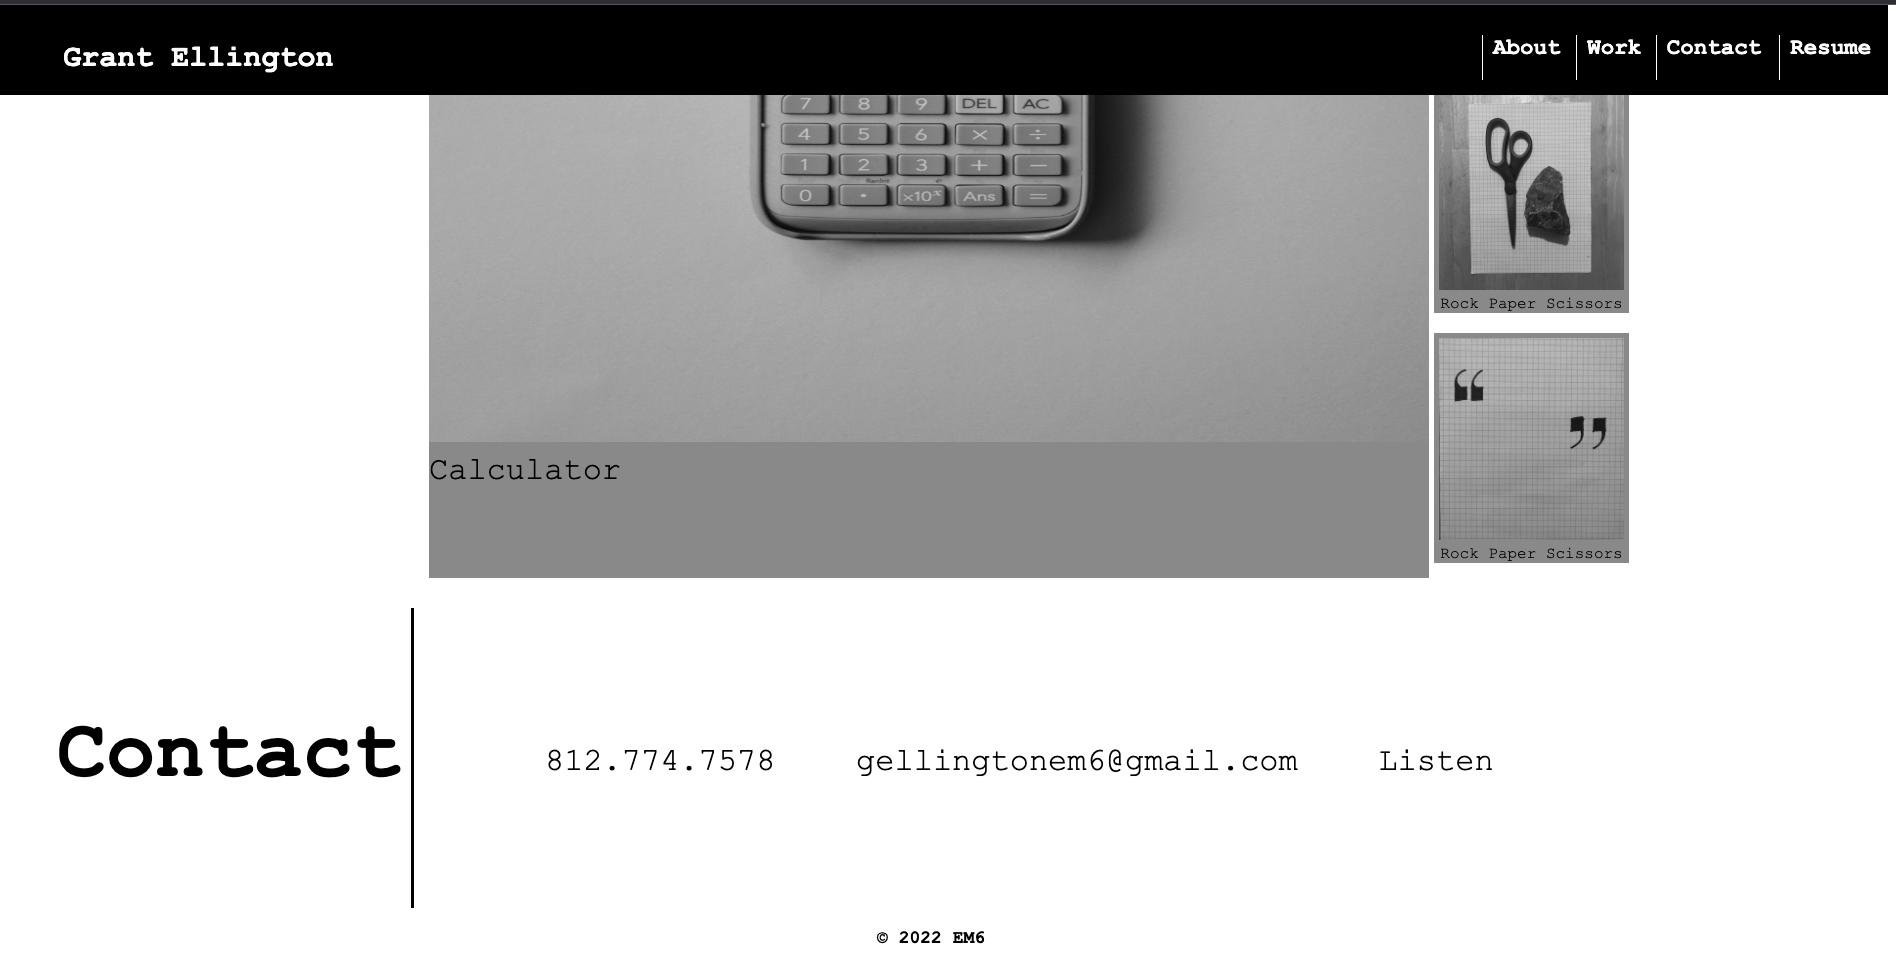 Grant Ellington
About Work Contact Resume
7 8 9 DEL AC
4 5 6 × ÷
1 2 3 + −
Random
0 . ×10ˣ Ans =
Rock Paper Scissors
“
”
Rock Paper Scissors
Calculator
Contact
812.774.7578 gellingtonem6@gmail.com Listen
© 2022 EM6